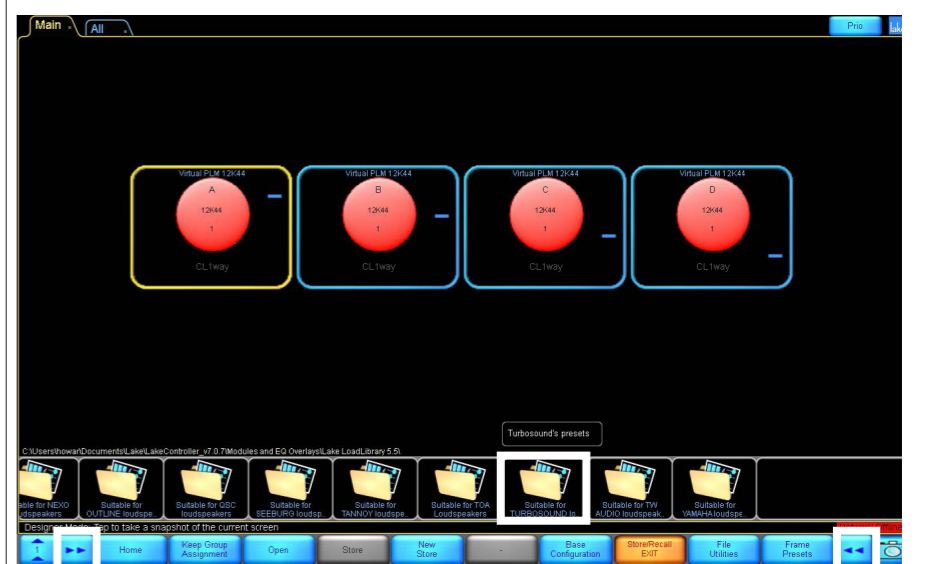 Main
All
Prio
lake
Virtual PLM 12K44
A
12K44
1
CL1way
Virtual PLM 12K44
B
12K44
1
CL1way
Virtual PLM 12K44
C
12K44
1
CL1way
Virtual PLM 12K44
D
12K44
1
CL1way
Turbosound's presets
C:\Users\howan\Documents\Lake\LakeController_v7.0.7\Modules and EQ Overlays\Lake LoadLibrary 5.5\
able for NEXO
udspeakers
Suitable for
OUTLINE loudspe..
Suitable for QSC
loudspeakers
Suitable for
SEEBURG loudsp..
Suitable for
TANNOY loudspe..
Suitable for TOA
Loudspeakers
Suitable for
TURBOSOUND lo..
Suitable for TW
AUDIO loudspeak..
Suitable for
YAMAHA loudspe..
Designer Mode: Tap to take a snapshot of the current screen
1
Home
Keep Group
Assignment
Open
Store
New
Store
-
Base
Configuration
Store/Recall
EXIT
File
Utilities
Frame
Presets